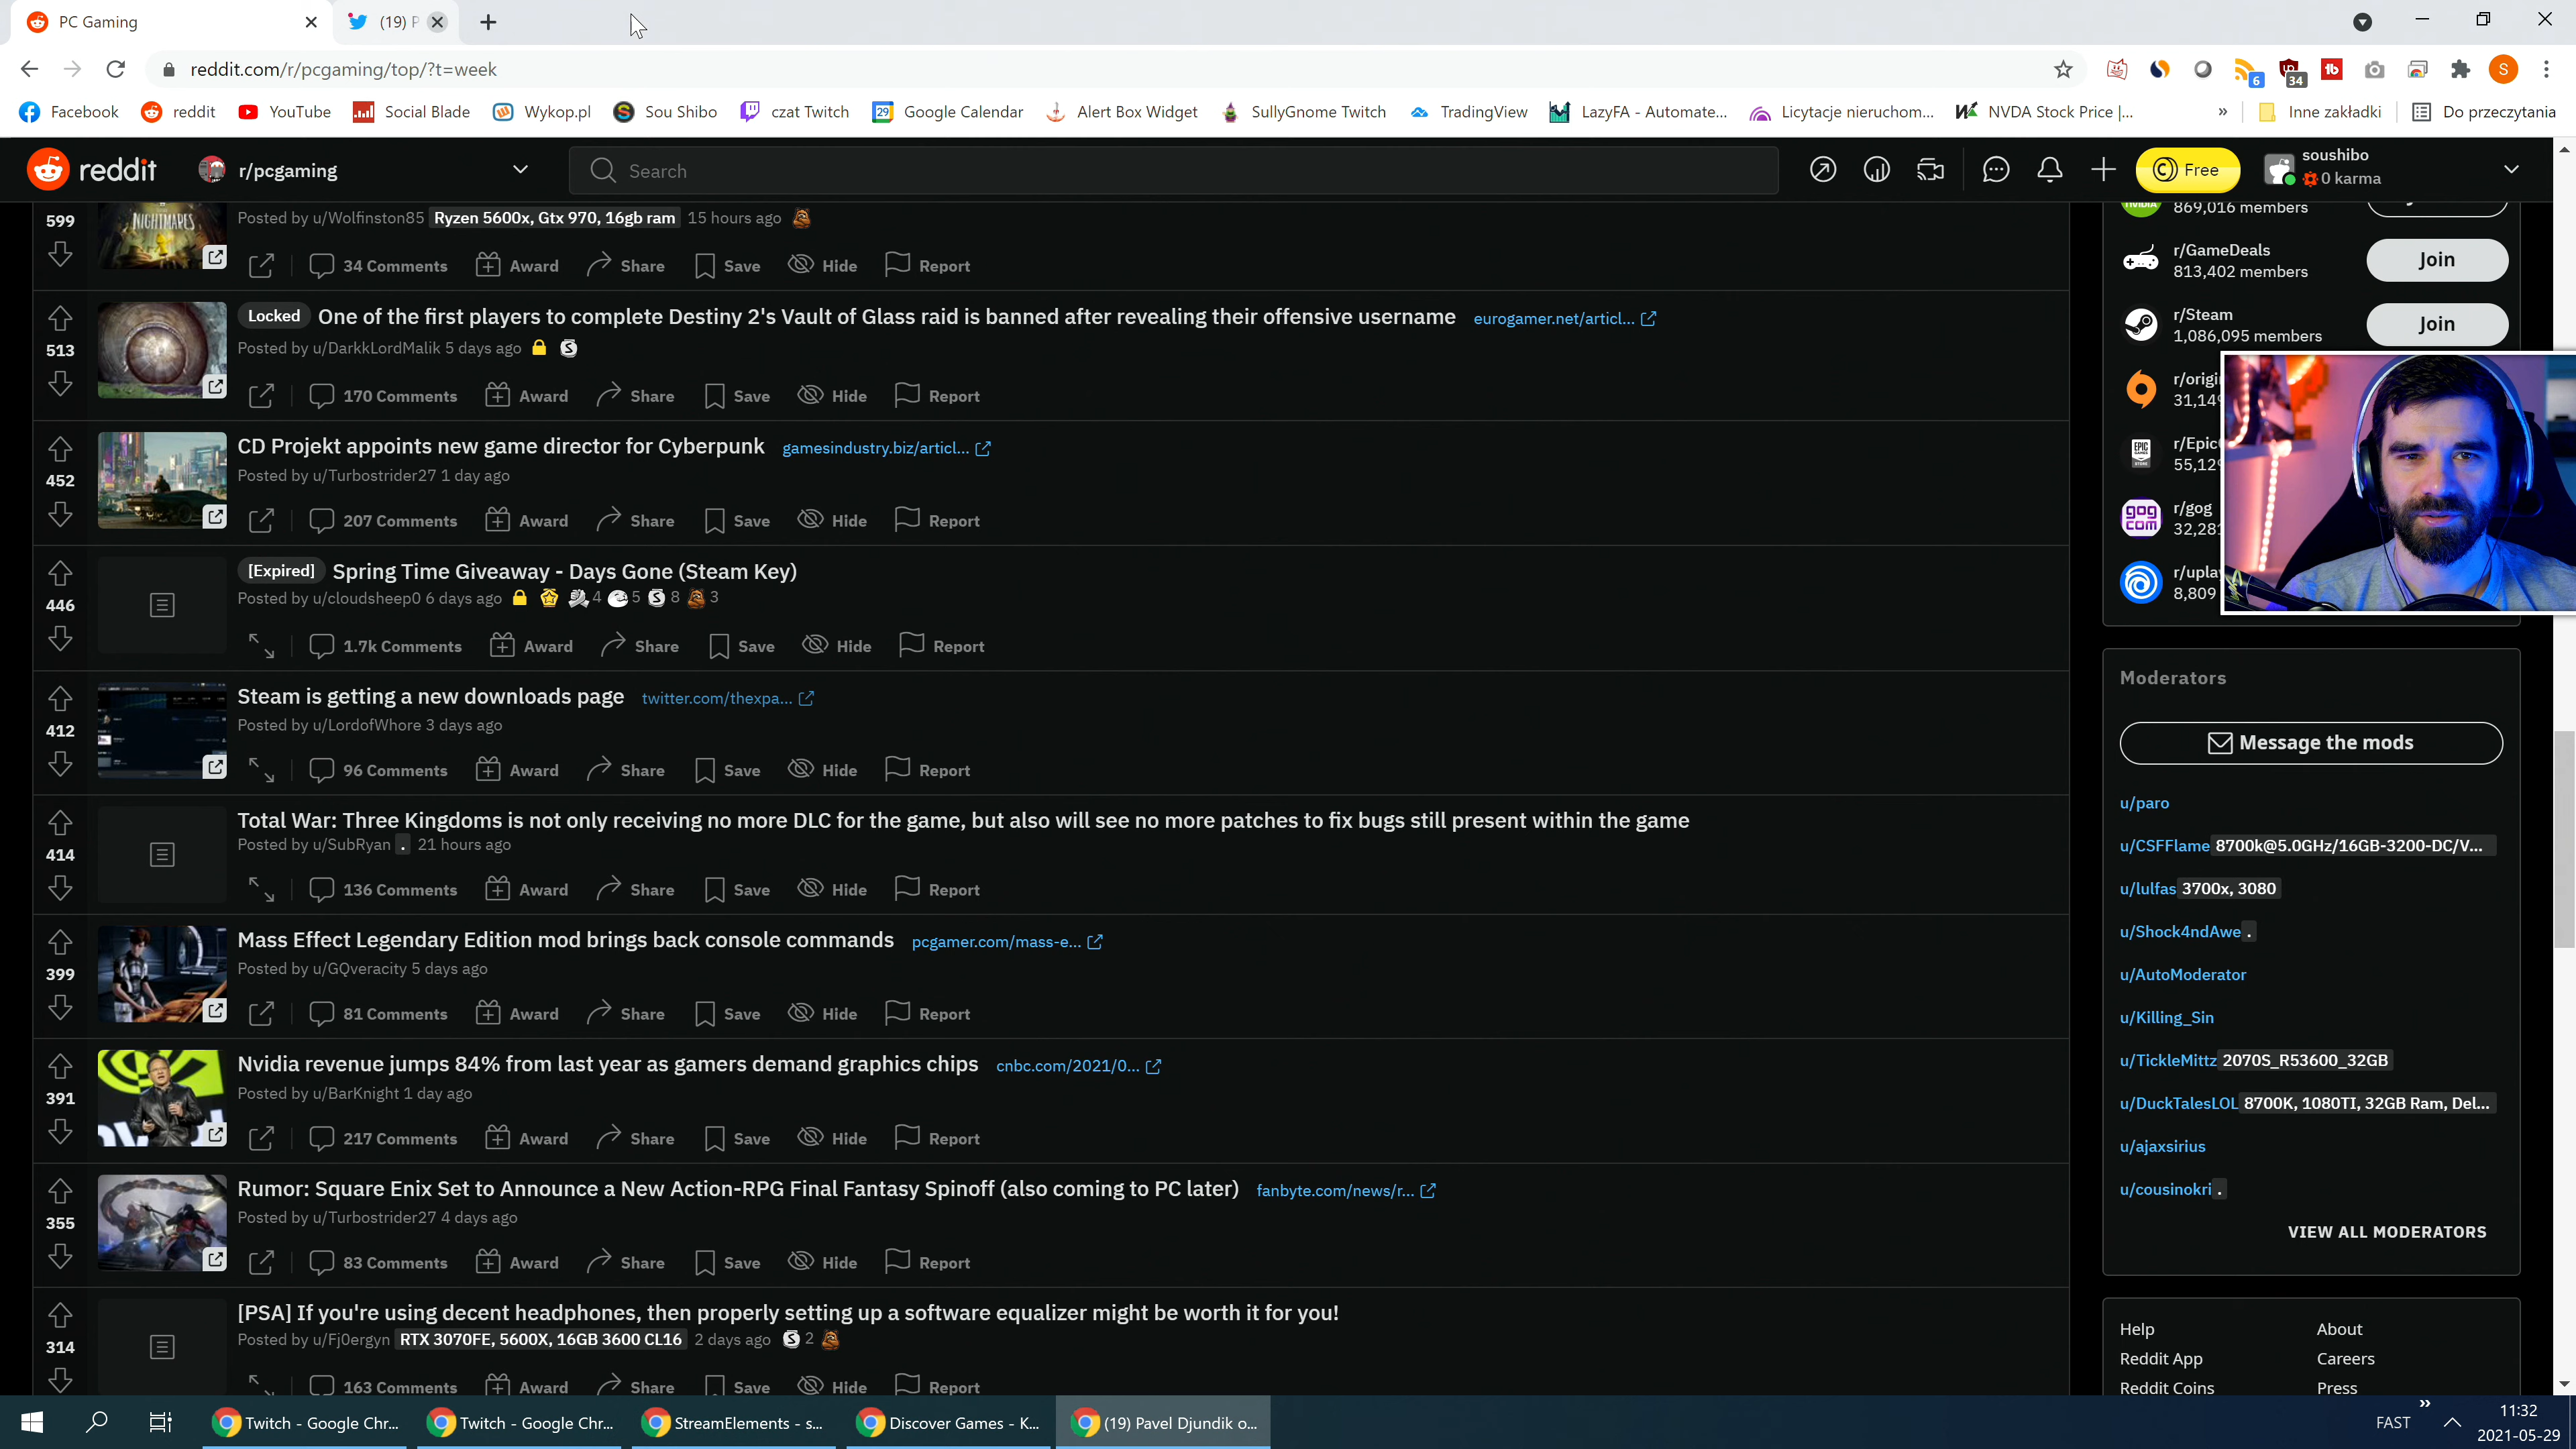 PC Gaming
(19) P
reddit.com/r/pcgaming/top/?t=week
6
34
S
Facebook
reddit
YouTube
Social Blade
Wykop.pl
Sou Shibo
czat Twitch
29
Google Calendar
Alert Box Widget
SullyGnome Twitch
TradingView
LazyFA - Automate...
Licytacje nieruchom...
NVDA Stock Price |...
»
Inne zakładki
Do przeczytania
reddit
r/pcgaming
Search
Free
soushibo
0 karma
599
NIGHTMARES
Posted by u/Wolfinston85 Ryzen 5600x, Gtx 970, 16gb ram 15 hours ago
34 Comments Award Share Save Hide Report
Locked One of the first players to complete Destiny 2's Vault of Glass raid is banned after revealing their offensive username eurogamer.net/articl...
513
Posted by u/DarkkLordMalik 5 days ago
170 Comments Award Share Save Hide Report
CD Projekt appoints new game director for Cyberpunk gamesindustry.biz/articl...
452
Posted by u/Turbostrider27 1 day ago
207 Comments Award Share Save Hide Report
[Expired] Spring Time Giveaway - Days Gone (Steam Key)
446
Posted by u/cloudsheep0 6 days ago 4 5 8 3
1.7k Comments Award Share Save Hide Report
Steam is getting a new downloads page twitter.com/thexpa...
412
Posted by u/LordofWhore 3 days ago
96 Comments Award Share Save Hide Report
Total War: Three Kingdoms is not only receiving no more DLC for the game, but also will see no more patches to fix bugs still present within the game
414
Posted by u/SubRyan . 21 hours ago
136 Comments Award Share Save Hide Report
Mass Effect Legendary Edition mod brings back console commands pcgamer.com/mass-e...
399
Posted by u/GQveracity 5 days ago
81 Comments Award Share Save Hide Report
Nvidia revenue jumps 84% from last year as gamers demand graphics chips cnbc.com/2021/0...
391
Posted by u/BarKnight 1 day ago
217 Comments Award Share Save Hide Report
Rumor: Square Enix Set to Announce a New Action-RPG Final Fantasy Spinoff (also coming to PC later) fanbyte.com/news/r...
355
Posted by u/Turbostrider27 4 days ago
83 Comments Award Share Save Hide Report
[PSA] If you're using decent headphones, then properly setting up a software equalizer might be worth it for you!
314
Posted by u/Fj0ergyn RTX 3070FE, 5600X, 16GB 3600 CL16 2 days ago 2
163 Comments Award Share Save Hide Report
869,016 members
r/GameDeals
813,402 members
Join
r/Steam
1,086,095 members
Join
r/origi
31,149
EPIC GAMES STORE
r/Epic
55,129
GOG COM
r/gog
32,281
r/uplay
8,809
Moderators
Message the mods
u/paro
u/CSFFlame 8700k@5.0GHz/16GB-3200-DC/V...
u/lulfas 3700x, 3080
u/Shock4ndAwe .
u/AutoModerator
u/Killing_Sin
u/TickleMittz 2070S_R53600_32GB
u/DuckTalesLOL 8700K, 1080TI, 32GB Ram, Del...
u/ajaxsirius
u/cousinokri .
VIEW ALL MODERATORS
Help
About
Reddit App
Careers
Reddit Coins
Press
Twitch - Google Chr...
Twitch - Google Chr...
StreamElements - s...
Discover Games - K...
(19) Pavel Djundik o...
FAST
»
11:32
2021-05-29